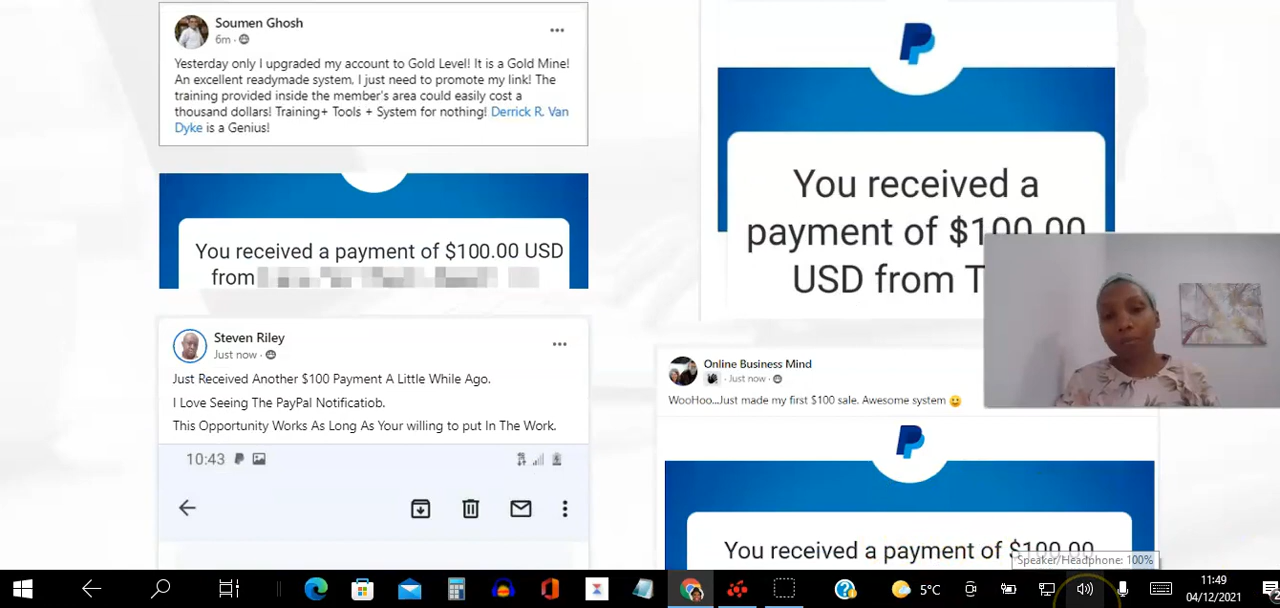 Soumen Ghosh
6m
Yesterday only I upgraded my account to Gold Level! It is a Gold Mine!
An excellent readymade system. I just need to promote my link! The
training provided inside the member's area could easily cost a
thousand dollars! Training+ Tools + System for nothing! Derrick R. Van
Dyke is a Genius!
You received a payment of $100.00 USD
from
Steven Riley
Just now
Just Received Another $100 Payment A Little While Ago.
I Love Seeing The PayPal Notificatiob.
This Opportunity Works As Long As Your willing to put In The Work.
10:43
You received a
payment of $100.00
USD from T
Online Business Mind
Just now
WooHoo...Just made my first $100 sale. Awesome system
You received a payment of $100.00
Speaker/Headphone: 100%
5°C
11:49
04/12/2021